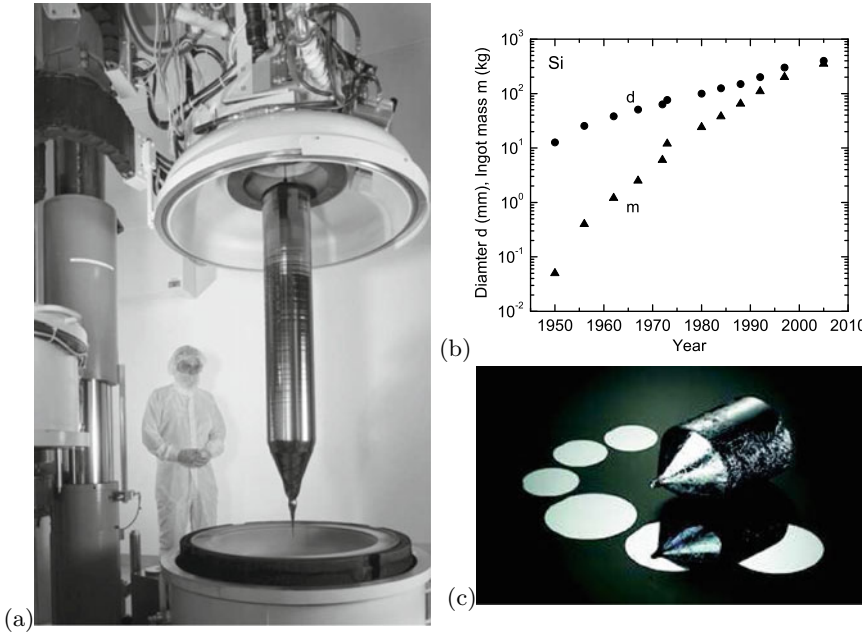 (a)
10³
10²
10¹
10⁰
10⁻¹
10⁻²
Diamter d (mm), Ingot mass m (kg)
Si
d
m
1950 1960 1970 1980 1990 2000 2010
Year
(b)
(c)